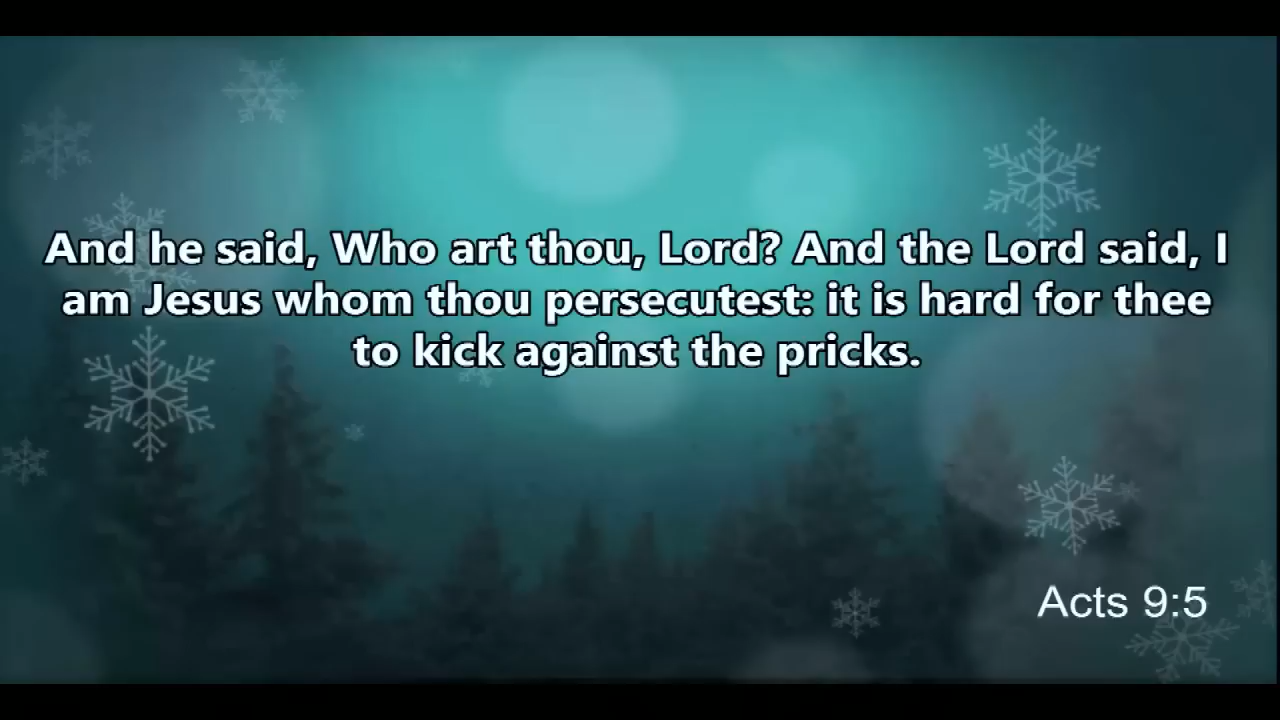 And he said, Who art thou, Lord? And the Lord said, I
am Jesus whom thou persecutest: it is hard for thee
to kick against the pricks.
Acts 9:5